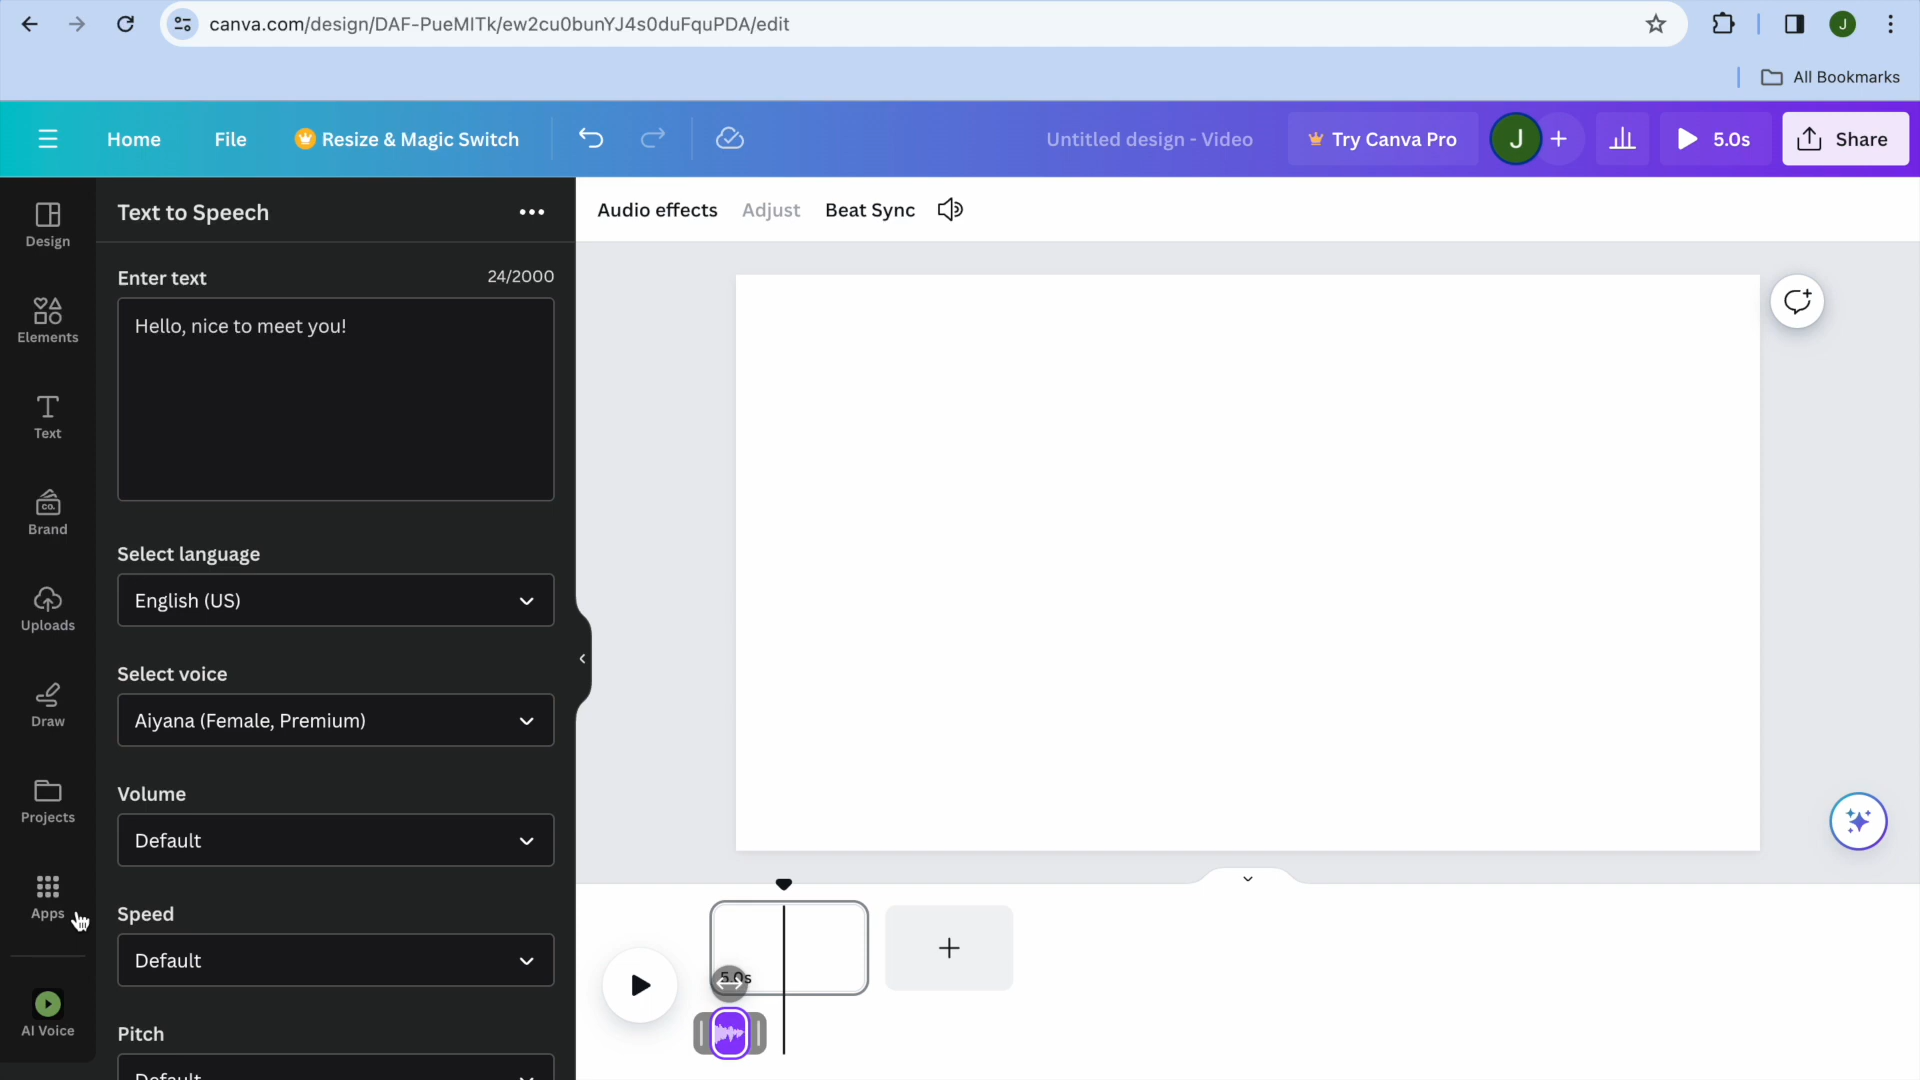 canva.com/design/DAF-PueMITk/ew2cu0bunYJ4s0duFquPDA/edit
J
All Bookmarks
Home
File
Resize & Magic Switch
Untitled design - Video
Try Canva Pro
J
5.0s
Share
Design
Elements
Text
Brand
CO.
Uploads
Draw
Projects
Apps
AI Voice
Text to Speech
Enter text
24/2000
Hello, nice to meet you!
Select language
English (US)
Select voice
Aiyana (Female, Premium)
Volume
Default
Speed
Default
Pitch
Default
Audio effects
Adjust
Beat Sync
5.0s